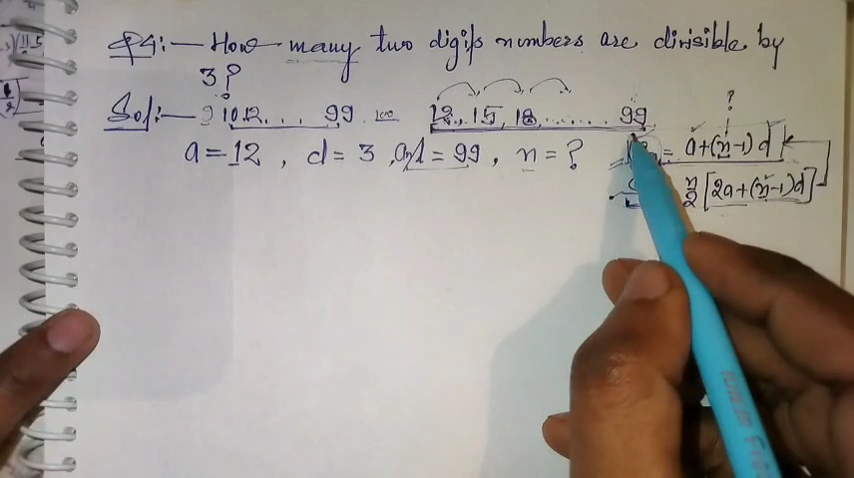 Q4:— How many two digits numbers are divisible by
3?
Sol:— 9 10 12 . . . 99 100 12, 15, 18, . . . . . . 99
a = 12 , d = 3 , an/l = 99 , n = ? = a+(n-1)d
n/2 [2a+(n-1)d]
?